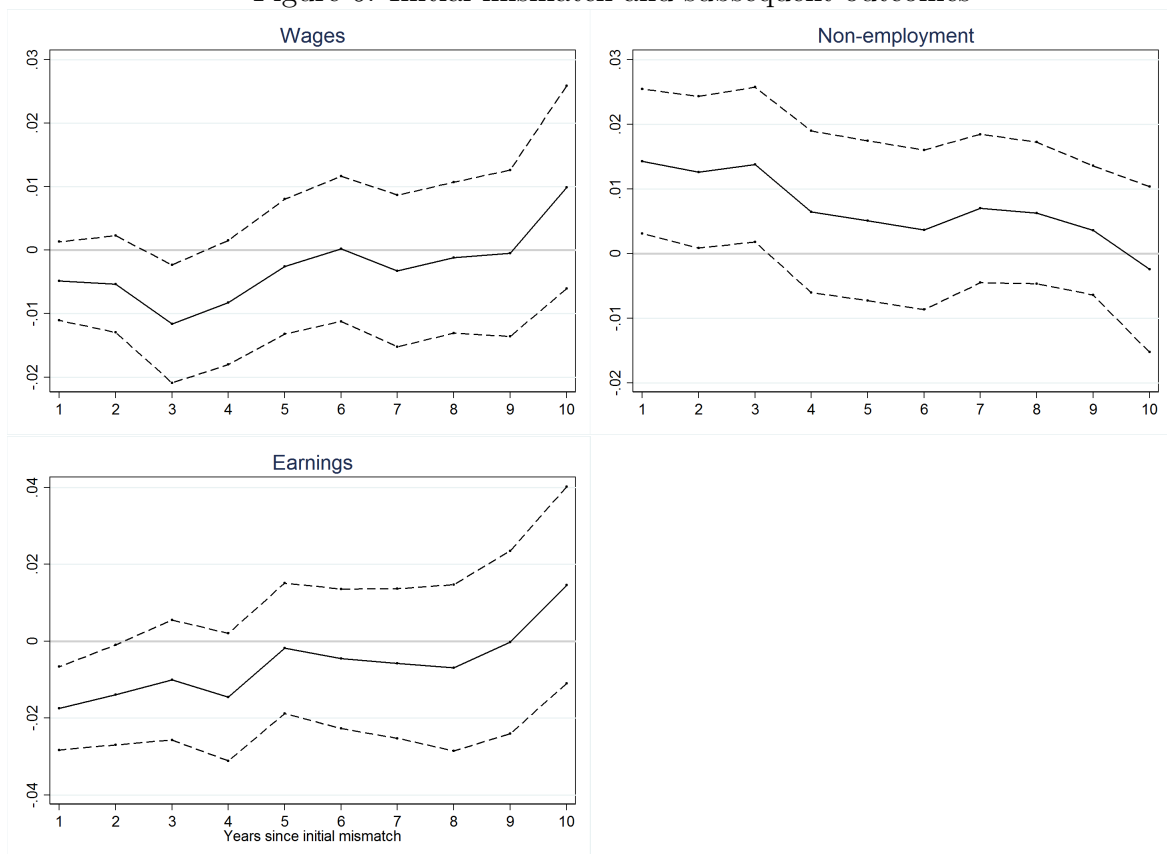 Figure
Initial mismatch and subsequent outcomes
Wages
.03
.02
.01
0
-.01
-.02
1 2 3 4 5 6 7 8 9 10
Non-employment
.03
.02
.01
0
-.01
-.02
1 2 3 4 5 6 7 8 9 10
Earnings
.04
.02
0
-.02
-.04
1 2 3 4 5 6 7 8 9 10
Years since initial mismatch